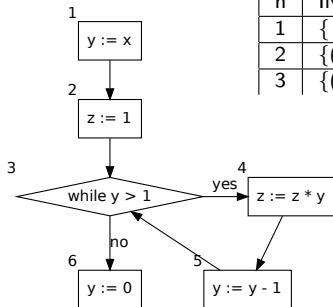 n
1
y := x
1 {
2
2 {(
z := 1
3 {(
3
while y > 1
yes
4
z := z * y
no
6
y := 0
5
y := y - 1